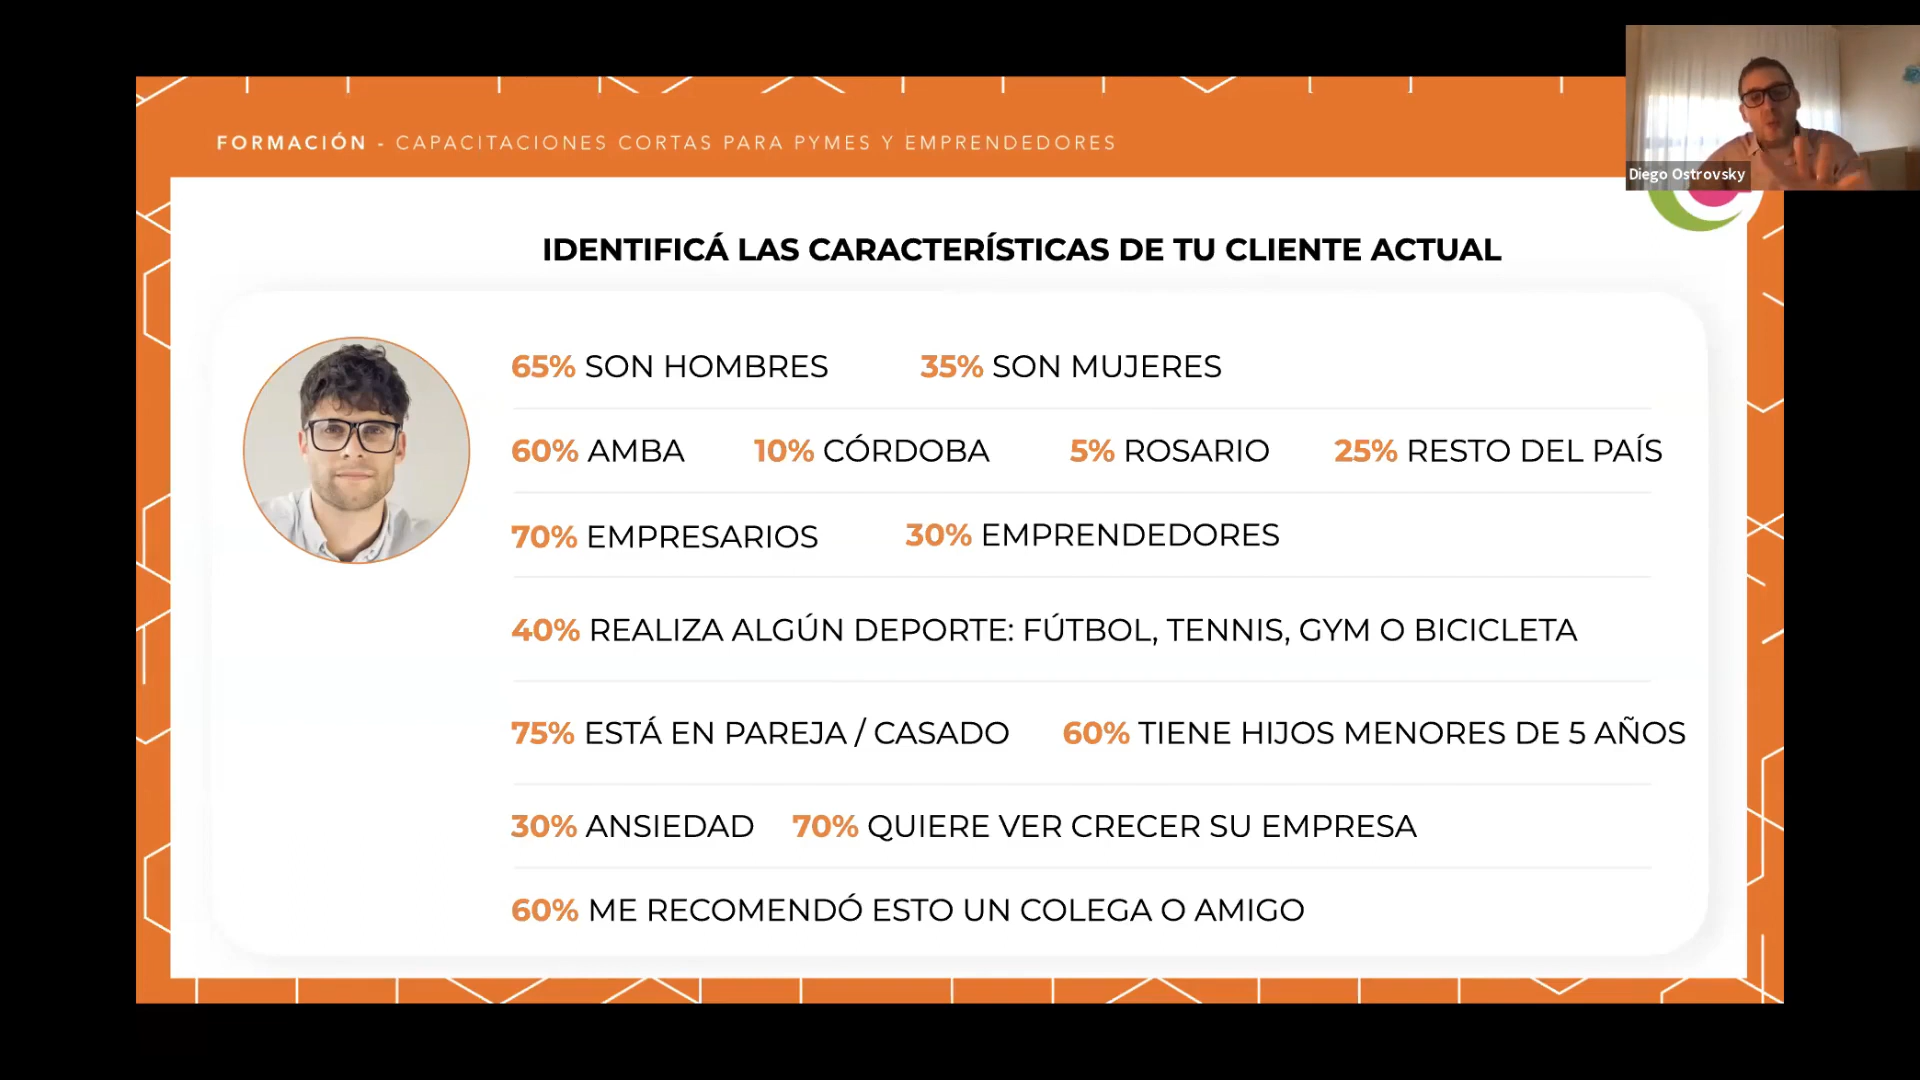 FORMACIÓN - CAPACITACIONES CORTAS PARA PYMES Y EMPRENDEDORES
Diego Ostrovsky
IDENTIFICÁ LAS CARACTERÍSTICAS DE TU CLIENTE ACTUAL
65% SON HOMBRES 35% SON MUJERES
60% AMBA 10% CÓRDOBA 5% ROSARIO 25% RESTO DEL PAÍS
70% EMPRESARIOS 30% EMPRENDEDORES
40% REALIZA ALGÚN DEPORTE: FÚTBOL, TENNIS, GYM O BICICLETA
75% ESTÁ EN PAREJA / CASADO 60% TIENE HIJOS MENORES DE 5 AÑOS
30% ANSIEDAD 70% QUIERE VER CRECER SU EMPRESA
60% ME RECOMENDÓ ESTO UN COLEGA O AMIGO